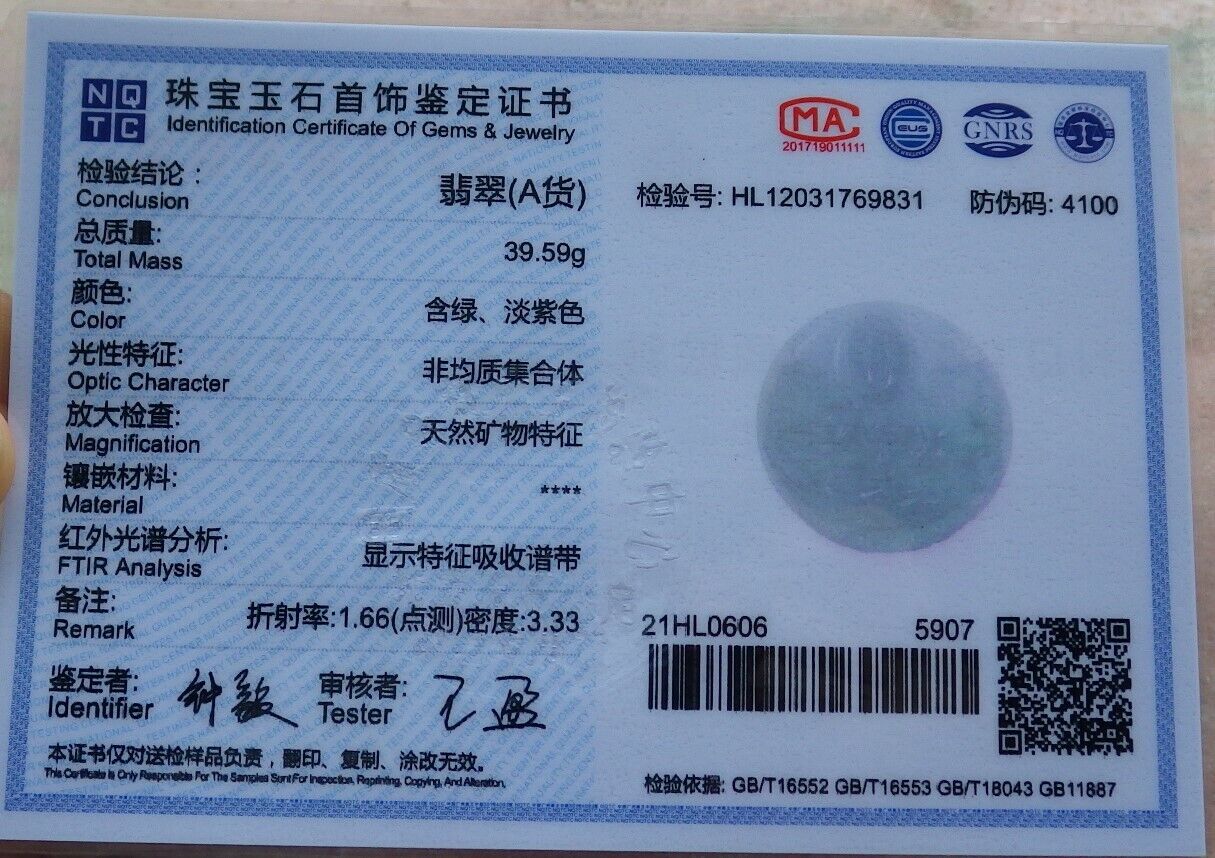 NQ
TC
珠宝玉石首饰鉴定证书
Identification Certificate Of Gems & Jewelry
检验结论：
Conclusion
翡翠(A货)
总质量:
Total Mass
39.59g
颜色:
Color
含绿、淡紫色
光性特征:
Optic Character
非均质集合体
放大检查:
Magnification
天然矿物特征
镶嵌材料:
Material
****
红外光谱分析:
FTIR Analysis
显示特征吸收谱带
备注:
Remark
折射率:1.66(点测)密度:3.33
鉴定者:
Identifier
审核者:
Tester
本证书仅对送检样品负责，翻印、复制、涂改无效。
This Certificate is Only Responsible For The Samples Sunt For Inspection, Reprinting, Copying, And Alteration,
MA
201719011111
GNRS
检验号: HL12031769831
防伪码: 4100
21HL0606
5907
检验依据: GB/T16552 GB/T16553 GB/T18043 GB11887